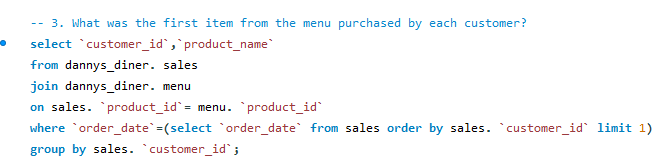 -- 3. What was the first item from the menu purchased by each customer?
select `customer_id`,`product_name`
from dannys_diner. sales
join dannys_diner. menu
on sales. `product_id`= menu. `product_id`
where `order_date`=(select `order_date` from sales order by sales. `customer_id` limit 1)
group by sales. `customer_id`;